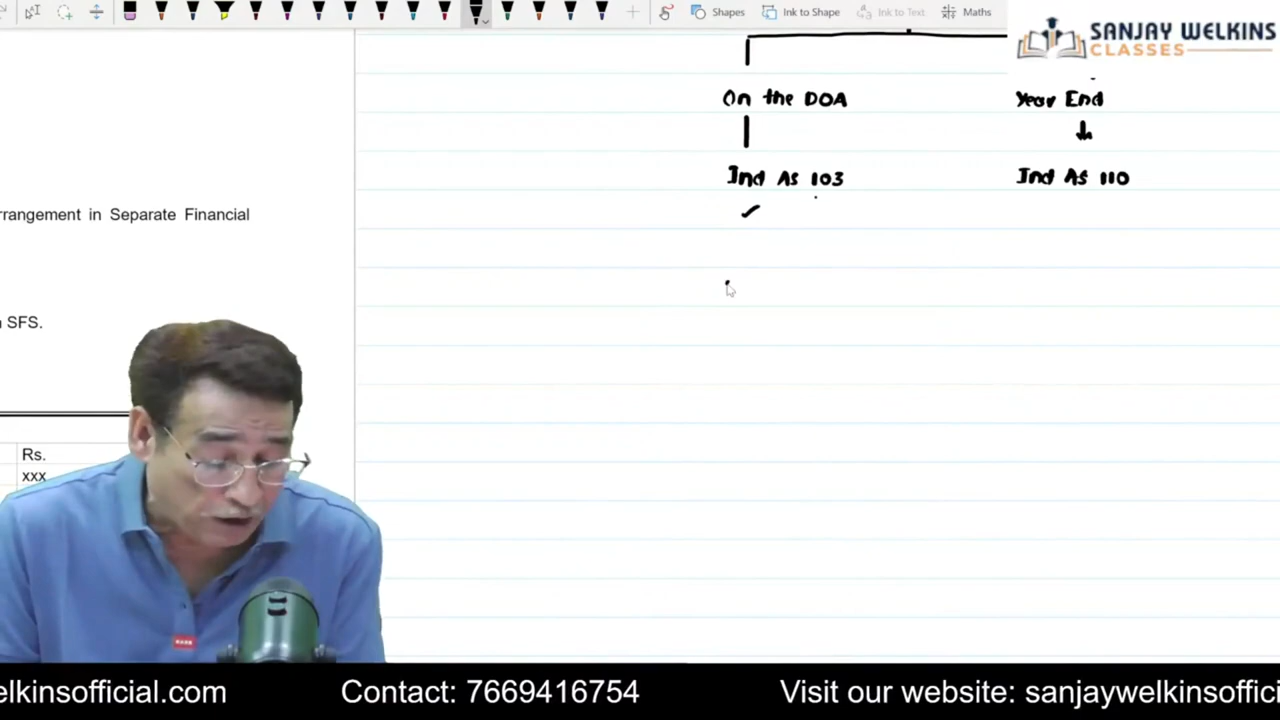 Shapes Ink to Shape Ink to Text Maths
SANJAY WELKINS
CLASSES
On the DOA Year End
Ind As 103 Ind As 110
rrangement in Separate Financial
SFS.
Rs.
xxx
elkinsofficial.com Contact: 7669416754 Visit our website: sanjaywelkinsoffici